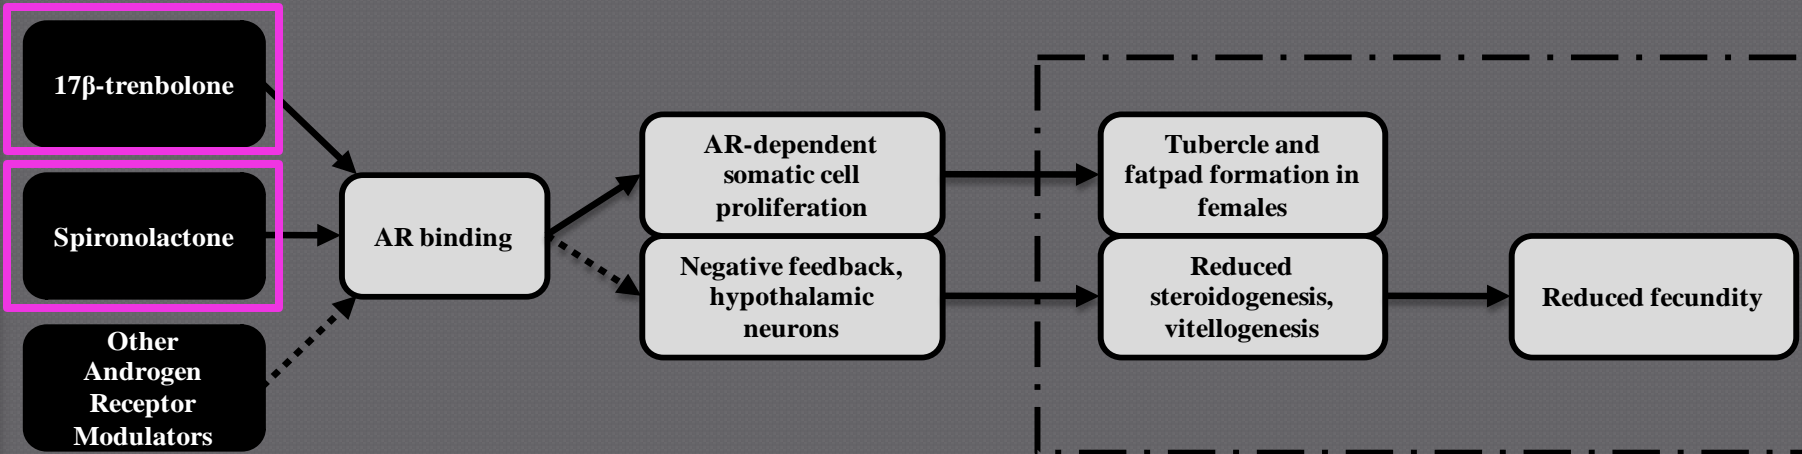 17β-trenbolone
Spironolactone
Other
Androgen
Receptor
Modulators
AR binding
AR-dependent
somatic cell
proliferation
Negative feedback,
hypothalamic
neurons
Tubercle and
fatpad formation in
females
Reduced
steroidogenesis,
vitellogenesis
Reduced fecundity